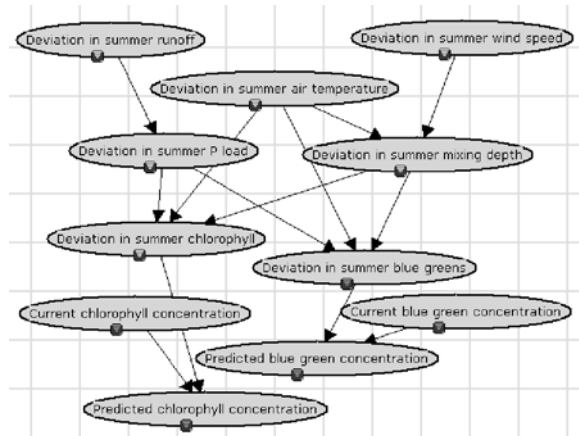 Deviation in summer runoff
Deviation in summer wind speed
Deviation in summer air temperature
Deviation in summer P load
Deviation in summer mixing depth
Deviation in summer chlorophyll
Deviation in summer blue greens
Current chlorophyll concentration
Current blue green concentration
Predicted blue green concentration
Predicted chlorophyll concentration